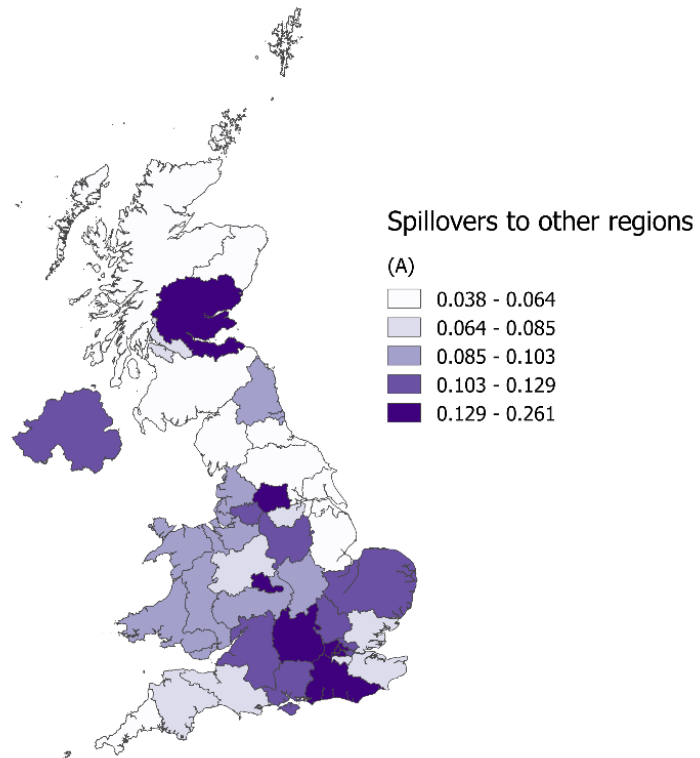 Spillovers to other regions
(A)
0.038 - 0.064
0.064 - 0.085
0.085 - 0.103
0.103 - 0.129
0.129 - 0.261